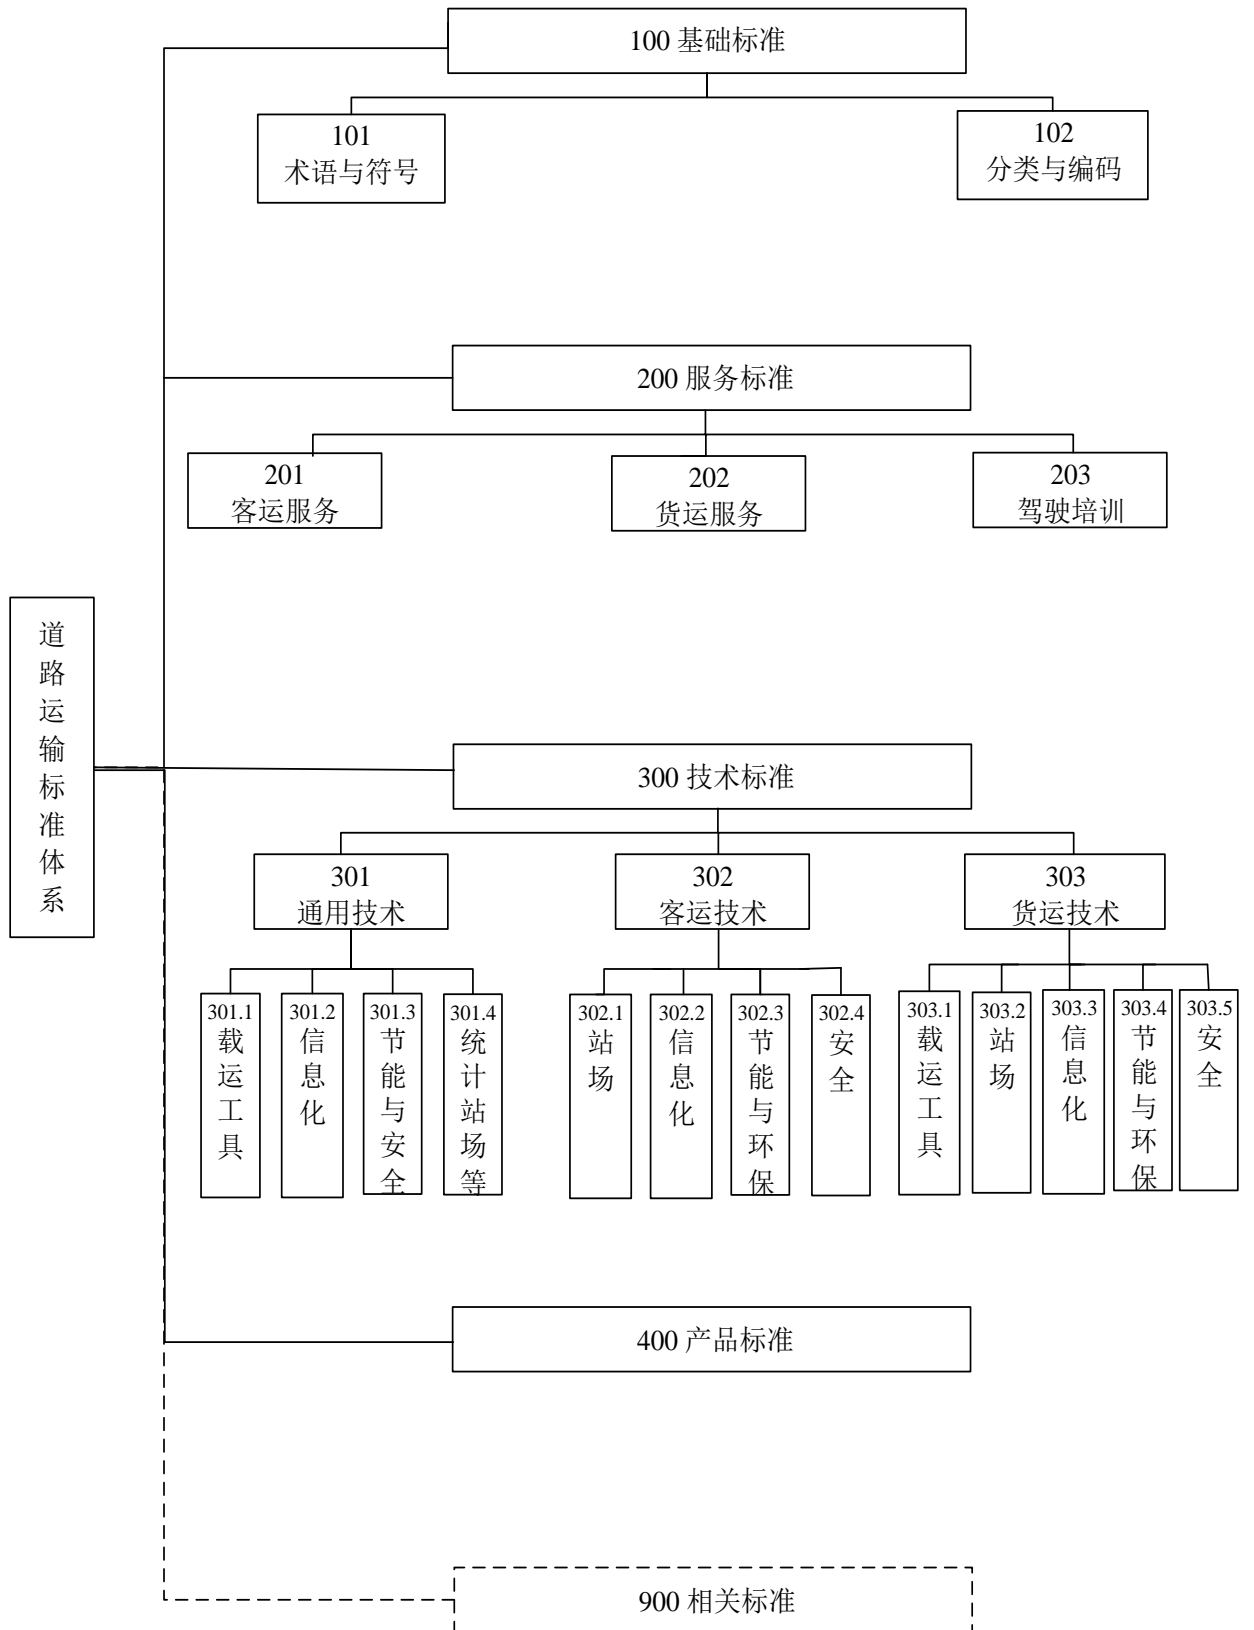 100 基础标准
101
术语与符号
102
分类与编码
200 服务标准
201
客运服务
202
货运服务
203
驾驶培训
道路运输标准体系
300 技术标准
301
通用技术
302
客运技术
303
货运技术
301.1
载运工具
301.2
信息化
301.3
节能与安全
301.4
统计站场等
302.1
站场
302.2
信息化
302.3
节能与环保
302.4
安全
303.1
载运工具
303.2
站场
303.3
信息化
303.4
节能与环保
303.5
安全
400 产品标准
900 相关标准